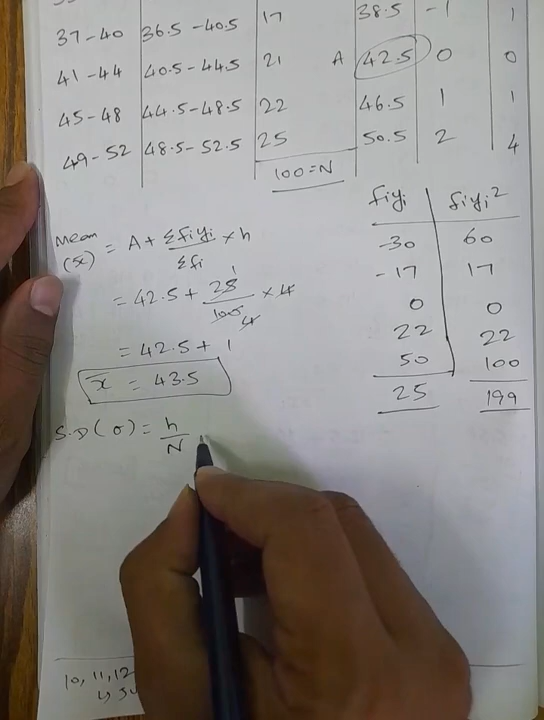 37-40 36.5-40.5 17 38.5 -1 1
41-44 40.5-44.5 21 A 42.5 0 0
45-48 44.5-48.5 22 46.5 1 1
49-52 48.5-52.5 25 50.5 2 4
100=N
fiyi fiyi²
-30 60
-17 17
0 0
22 22
50 100
25 199
Mean (x̄) = A + Σfiyi/Σfi × h
= 42.5 + 25/100 × 4
= 42.5 + 1
x̄ = 43.5
S.D (σ) = h/N
10, 11, 12